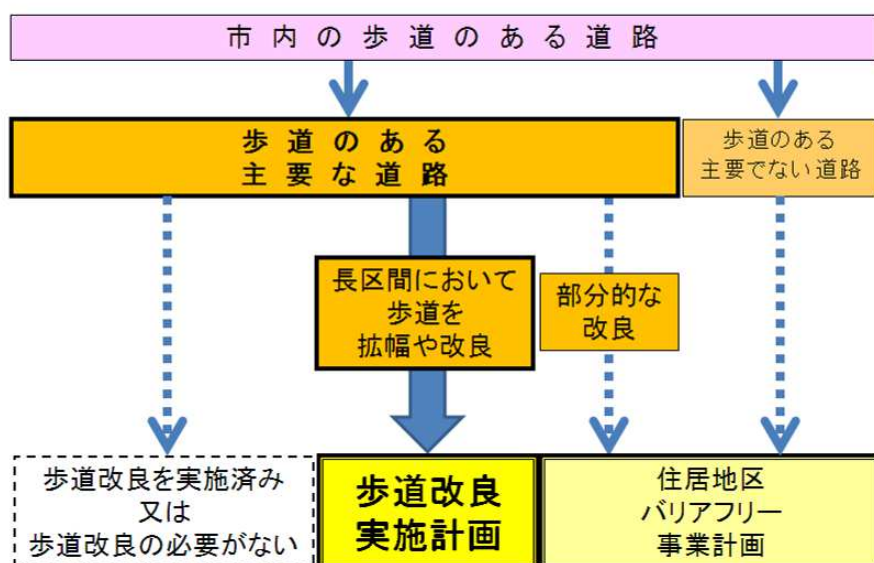 市内の歩道のある道路
歩道のある
主要な道路
歩道のある
主要でない道路
長区間において
歩道を
拡幅や改良
部分的な
改良
歩道改良を実施済み
又は
歩道改良の必要がない
歩道改良
実施計画
住居地区
バリアフリー
事業計画